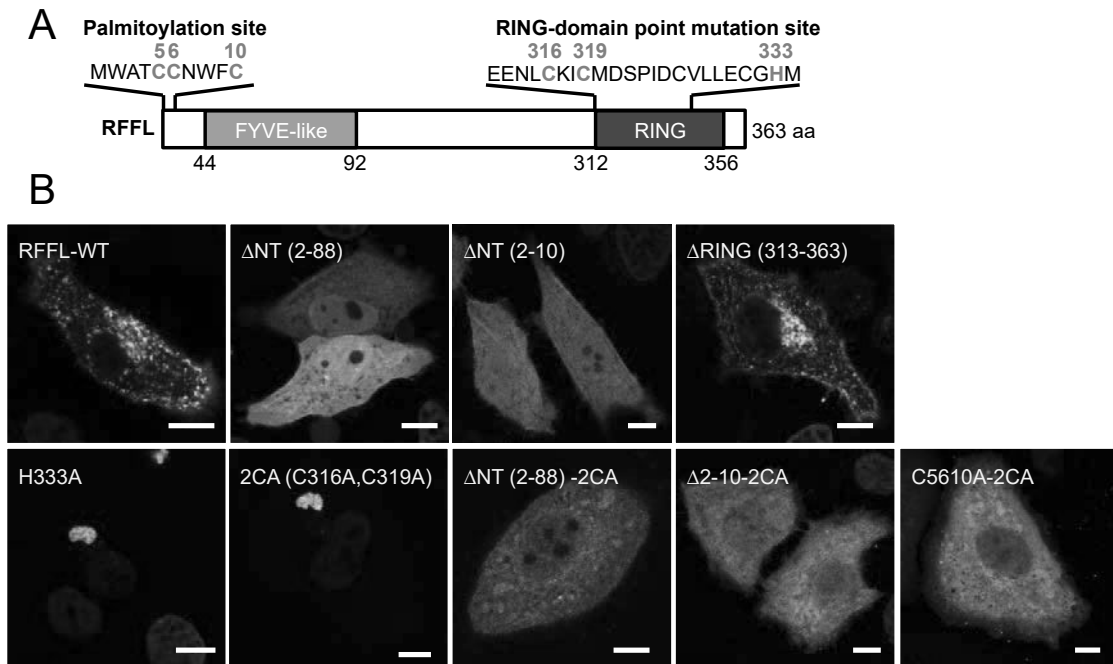 A
Palmitoylation site
RING-domain point mutation site
56 10
316 319 333
MWATCCNWFC
EENLCKICMDSPIDCVLLECGHM
RFFL FYVE-like RING 363 aa
44 92 312 356
B
RFFL-WT ΔNT (2-88) ΔNT (2-10) ΔRING (313-363)
H333A 2CA (C316A,C319A) ΔNT (2-88) -2CA Δ2-10-2CA C5610A-2CA